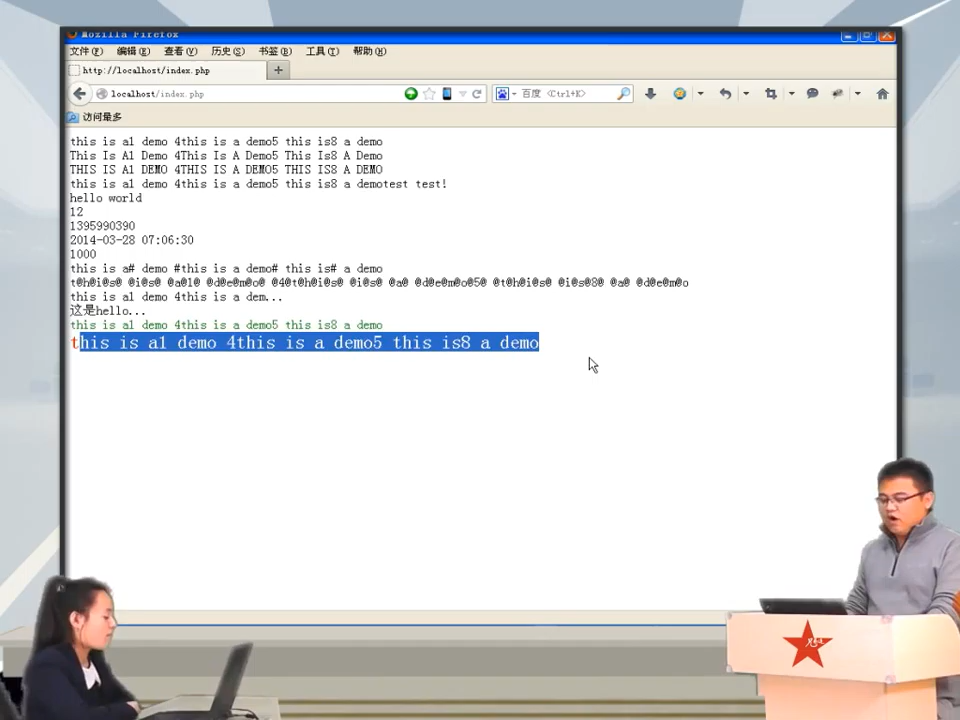 Mozilla Firefox
文件(F) 编辑(E) 查看(V) 历史(S) 书签(B) 工具(T) 帮助(H)
http://localhost/index.php
localhost/index.php
百度 <Ctrl+K>
访问最多
this is a1 demo 4this is a demo5 this is8 a demo
This Is A1 Demo 4This Is A Demo5 This Is8 A Demo
THIS IS A1 DEMO 4THIS IS A DEMO5 THIS IS8 A DEMO
this is a1 demo 4this is a demo5 this is8 a demotest test!
hello world
12
1395990390
2014-03-28 07:06:30
1000
this is a# demo #this is a demo# this is# a demo
t@h@i@s@ @i@s@ @a@1@ @d@e@m@o@ @4@t@h@i@s@ @i@s@ @a@ @d@e@m@o@5@ @t@h@i@s@ @i@s@8@ @a@ @d@e@m@o
this is a1 demo 4this is a dem...
这是hello...
this is a1 demo 4this is a demo5 this is8 a demo
this is a1 demo 4this is a demo5 this is8 a demo